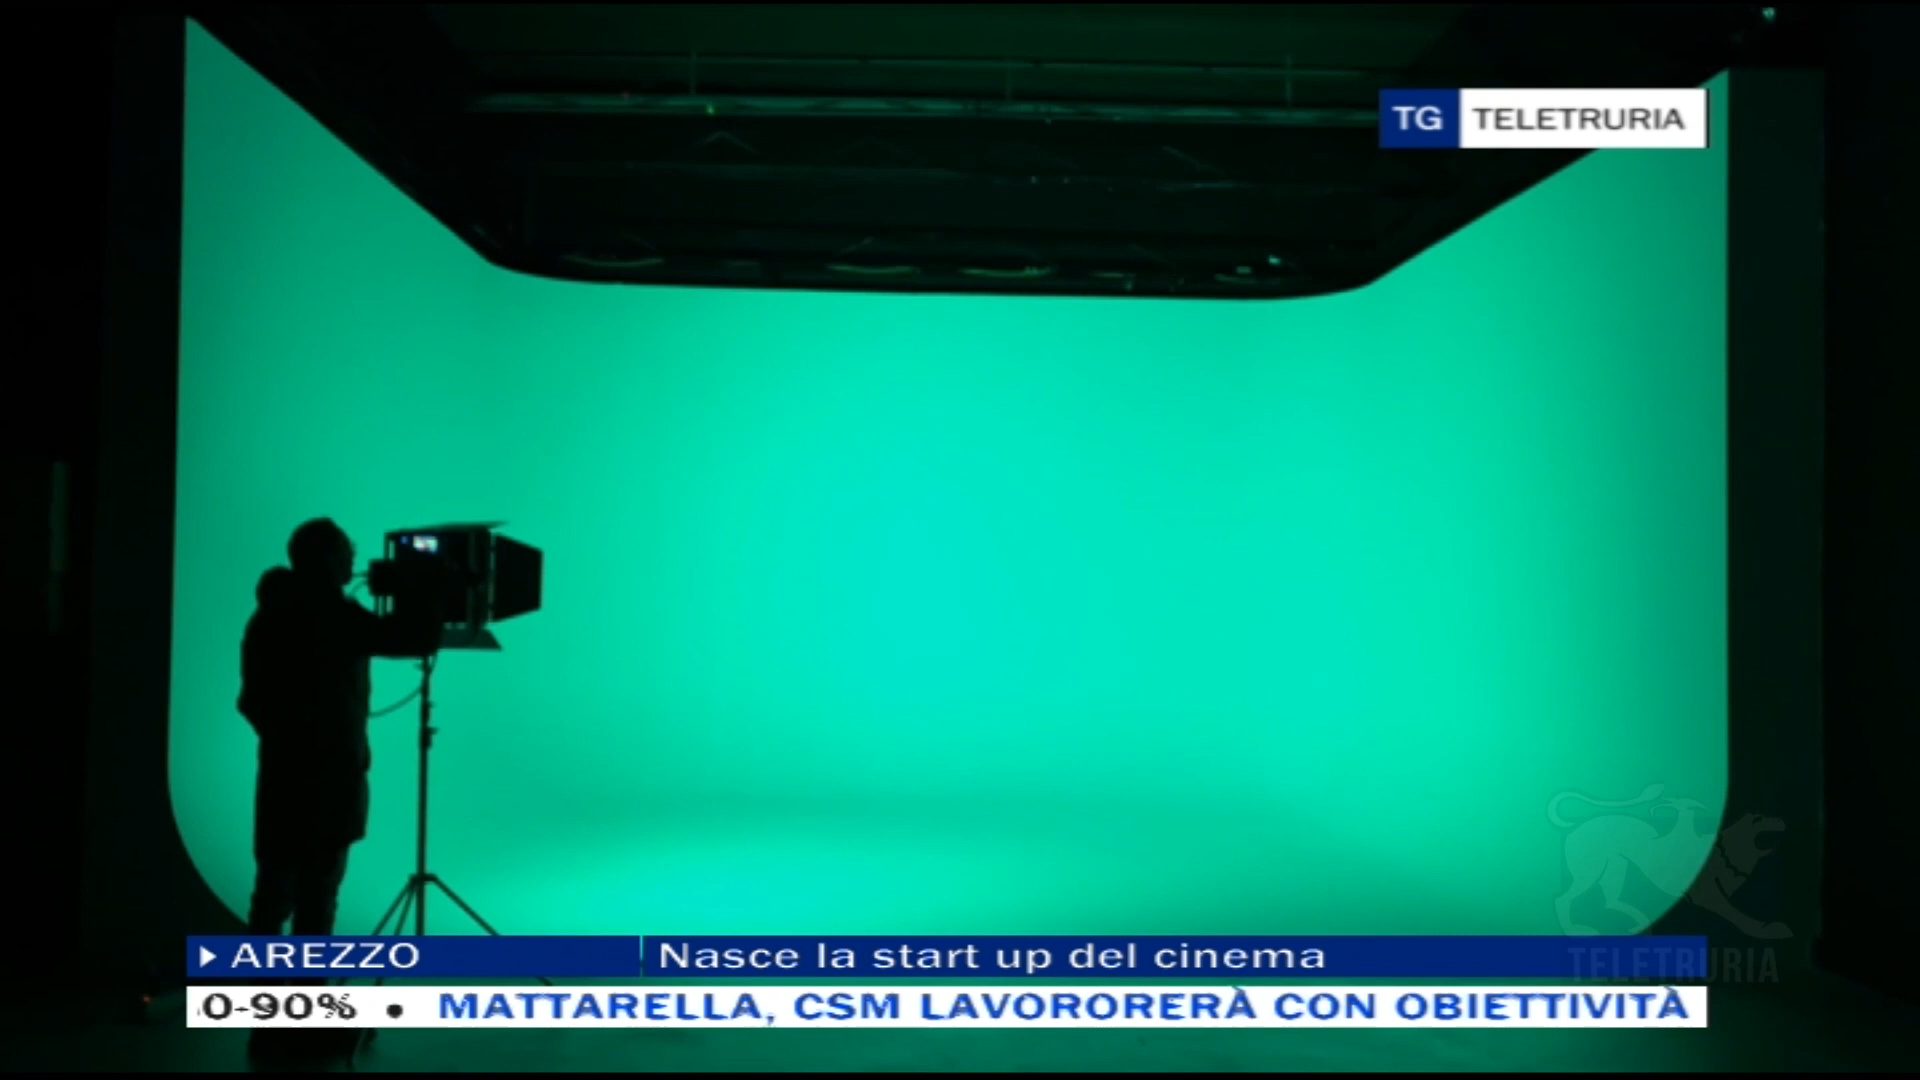 TG TELETRURIA
AREZZO Nasce la start up del cinema
0-90% • MATTARELLA, CSM LAVORORERÀ CON OBIETTIVITÀ
TELETRURIA